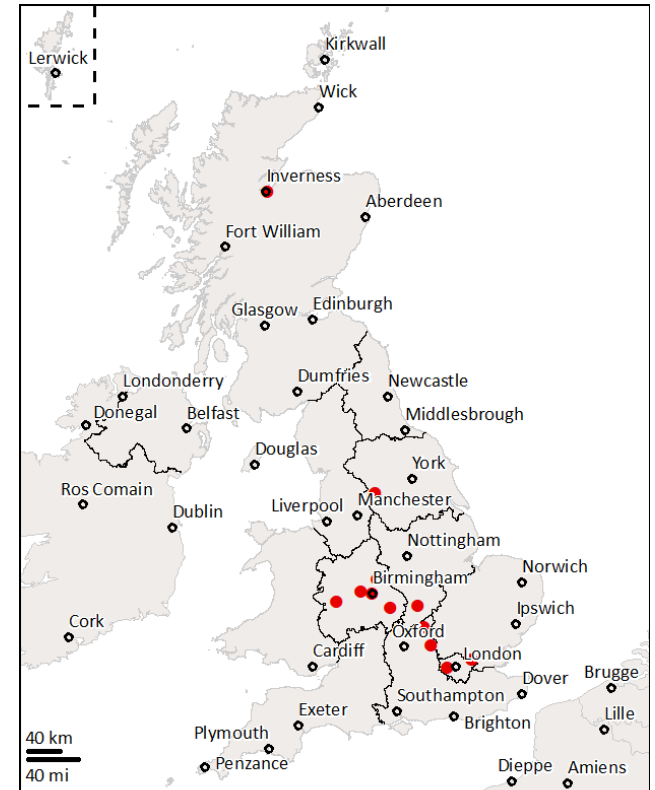 Kirkwall
Lerwick
Wick
Inverness
Aberdeen
Fort William
Glasgow
Edinburgh
Dumfries
Londonderry
Newcastle
Donegal
Belfast
Middlesbrough
Douglas
York
Ros Comain
Manchester
Liverpool
Dublin
Nottingham
Birmingham
Norwich
Ipswich
Cork
Oxford
Cardiff
London
Dover
Brugge
Southampton
Exeter
Lille
Brighton
Plymouth
40 km
Penzance
40 mi
Dieppe
Amiens